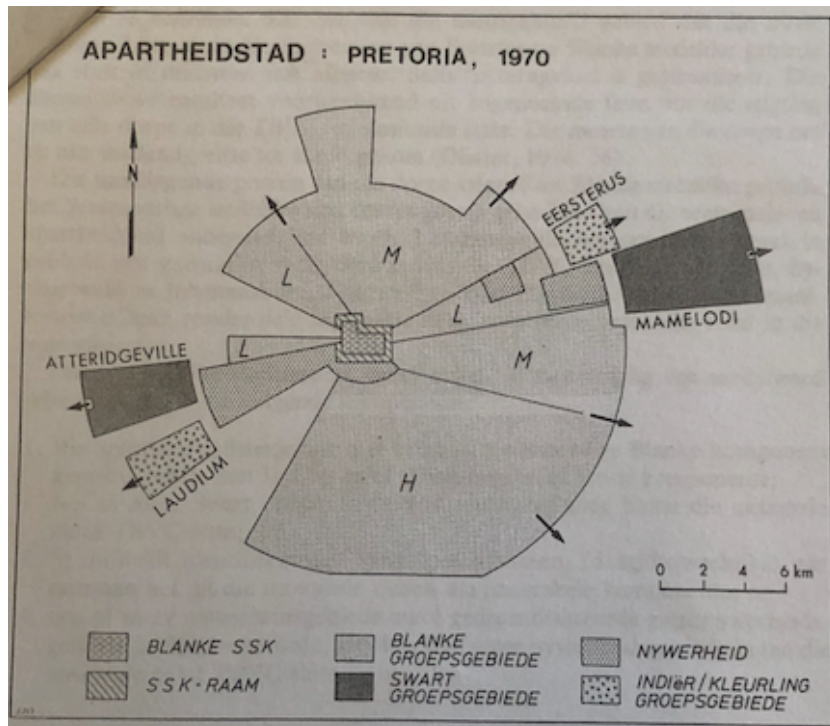 APARTHEIDSTAD : PRETORIA, 1970
N
EERSTERUS
M
L
L
MAMELODI
ATTERIDGEVILLE
L
M
LAUDIUM
H
0 2 4 6 km
BLANKE SSK
BLANKE GROEPSGEBIEDE
NYWERHEID
SSK-RAAM
SWART GROEPSGEBIEDE
INDIëR/KLEURLING GROEPSGEBIEDE